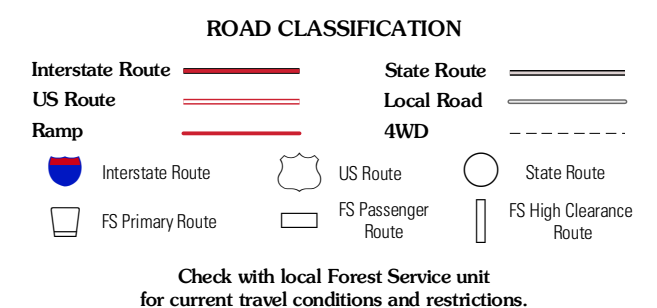 ROAD CLASSIFICATION
Interstate Route
State Route
US Route
Local Road
Ramp
4WD
Interstate Route
US Route
State Route
FS Primary Route
FS Passenger
Route
FS High Clearance
Route
Check with local Forest Service unit
for current travel conditions and restrictions.